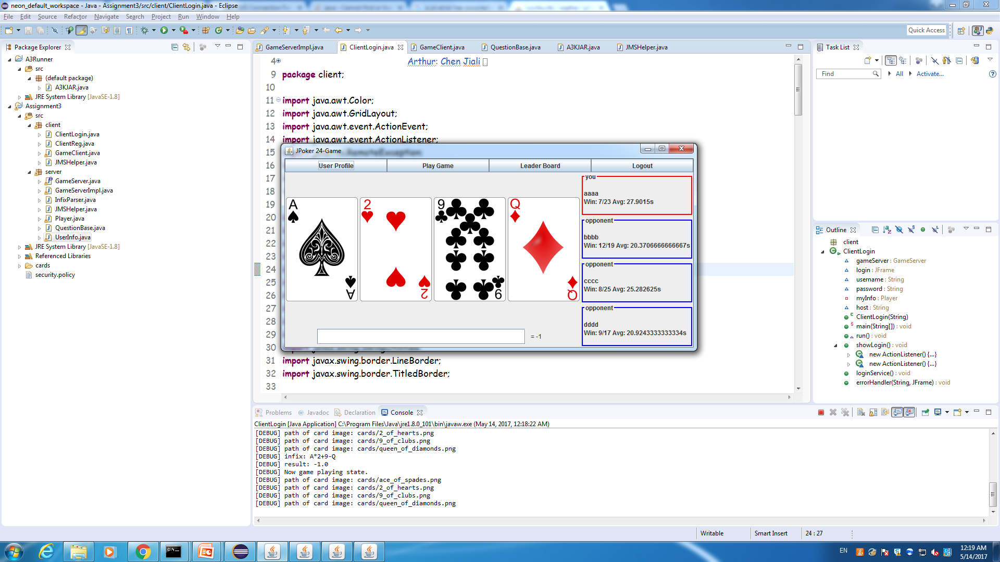 neon_default_workspace - Java - Assignment3/src/client/ClientLogin.java - Eclipse
File Edit Source Refactor Navigate Search Project Run Window Help
Quick Access
Package Explorer
A3Runner
src
(default package)
A3KJAR.java
JRE System Library [JavaSE-1.8]
Assignment3
src
client
ClientLogin.java
ClientReg.java
GameClient.java
JMSHelper.java
server
GameServer.java
GameServerImpl.java
InfixParser.java
JMSHelper.java
Player.java
QuestionBase.java
UserInfo.java
JRE System Library [JavaSE-1.8]
Referenced Libraries
cards
security.policy
GameServerImpl.java ClientLogin.java GameClient.java QuestionBase.java A3KJAR.java JMSHelper.java
4 Arthur: Chen Jiali
9 package client;
10
11 import java.awt.Color;
12 import java.awt.GridLayout;
13 import java.awt.event.ActionEvent;
14 import java.awt.event.ActionListener;
15
16
17
18
19
20
21
22
23
24
25
26
27
28
29
30
31 import javax.swing.border.LineBorder;
32 import javax.swing.border.TitledBorder;
33
JPoker 24-Game
User Profile Play Game Leader Board Logout
A
A
2
2
9
9
Q
Q
= -1
you
aaaa
Win: 7/23 Avg: 27.9015s
opponent
bbbb
Win: 12/19 Avg: 20.3706666666667s
opponent
cccc
Win: 8/25 Avg: 25.282625s
opponent
dddd
Win: 9/17 Avg: 20.9243333333334s
Task List
Find All Activate...
Outline
client
ClientLogin
gameServer : GameServer
login : JFrame
username : String
password : String
myInfo : Player
host : String
ClientLogin(String)
main(String[]) : void
run() : void
showLogin() : void
new ActionListener() {...}
new ActionListener() {...}
loginService() : void
errorHandler(String, JFrame) : void
Problems @ Javadoc Declaration Console
ClientLogin [Java Application] C:\Program Files\Java\jre1.8.0_101\bin\javaw.exe (May 14, 2017, 12:18:22 AM)
[DEBUG] path of card image: cards/2_of_hearts.png
[DEBUG] path of card image: cards/9_of_clubs.png
[DEBUG] path of card image: cards/queen_of_diamonds.png
[DEBUG] infix: A*2+9-Q
[DEBUG] result: -1.0
[DEBUG] Now game playing state.
[DEBUG] path of card image: cards/ace_of_spades.png
[DEBUG] path of card image: cards/2_of_hearts.png
[DEBUG] path of card image: cards/9_of_clubs.png
[DEBUG] path of card image: cards/queen_of_diamonds.png
Writable Smart Insert 24 : 27
EN
12:19 AM
5/14/2017